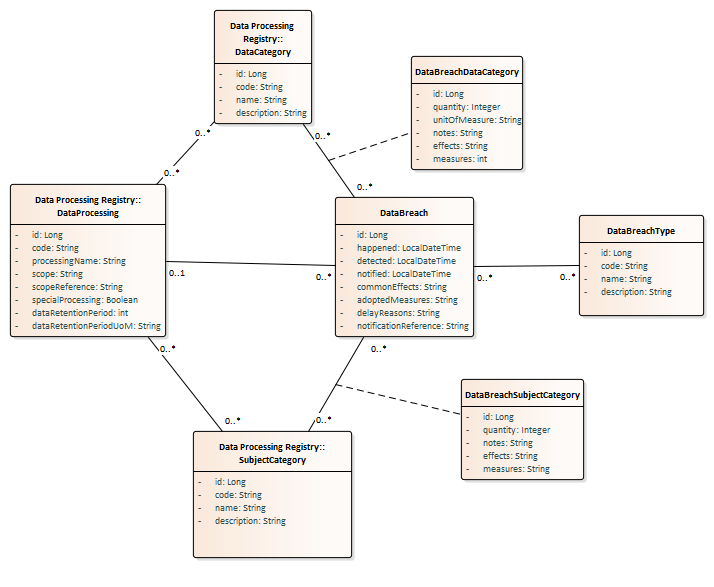 Data Processing
Registry::
DataCategory
- id: Long
- code: String
- name: String
- description: String
DataBreachDataCategory
- id: Long
- quantity: Integer
- unitOfMeasure: String
- notes: String
- effects: String
- measures: int
0..*
0..*
0..*
0..*
Data Processing Registry::
DataProcessing
- id: Long
- code: String
- processingName: String
- scope: String
- scopeReference: String
- specialProcessing: Boolean
- dataRetentionPeriod: int
- dataRetentionPeriodUoM: String
DataBreach
- id: Long
- happened: LocalDateTime
- detected: LocalDateTime
- notified: LocalDateTime
- commonEffects: String
- adoptedMeasures: String
- delayReasons: String
- notificationReference: String
DataBreachType
- id: Long
- code: String
- name: String
- description: String
0..1
0..*
0..*
0..*
0..*
0..*
0..*
0..*
DataBreachSubjectCategory
- id: Long
- quantity: Integer
- notes: String
- effects: String
- measures: String
Data Processing Registry::
SubjectCategory
- id: Long
- code: String
- name: String
- description: String